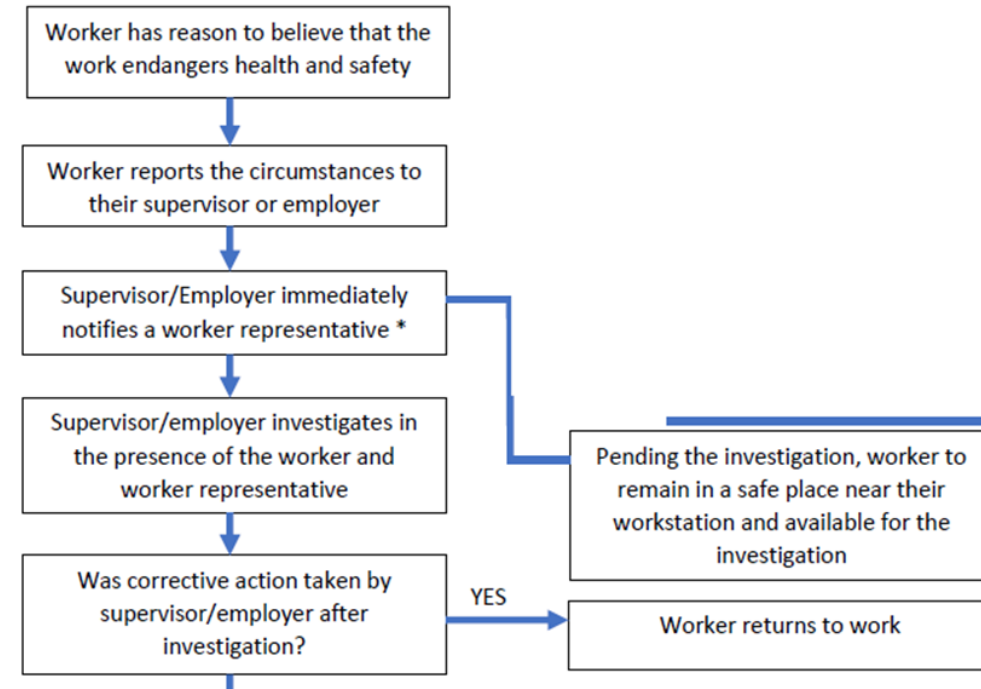 Worker has reason to believe that the
work endangers health and safety
Worker reports the circumstances to
their supervisor or employer
Supervisor/Employer immediately
notifies a worker representative *
Supervisor/employer investigates in
the presence of the worker and
worker representative
Pending the investigation, worker to
remain in a safe place near their
workstation and available for the
investigation
Was corrective action taken by
supervisor/employer after
investigation?
YES
Worker returns to work